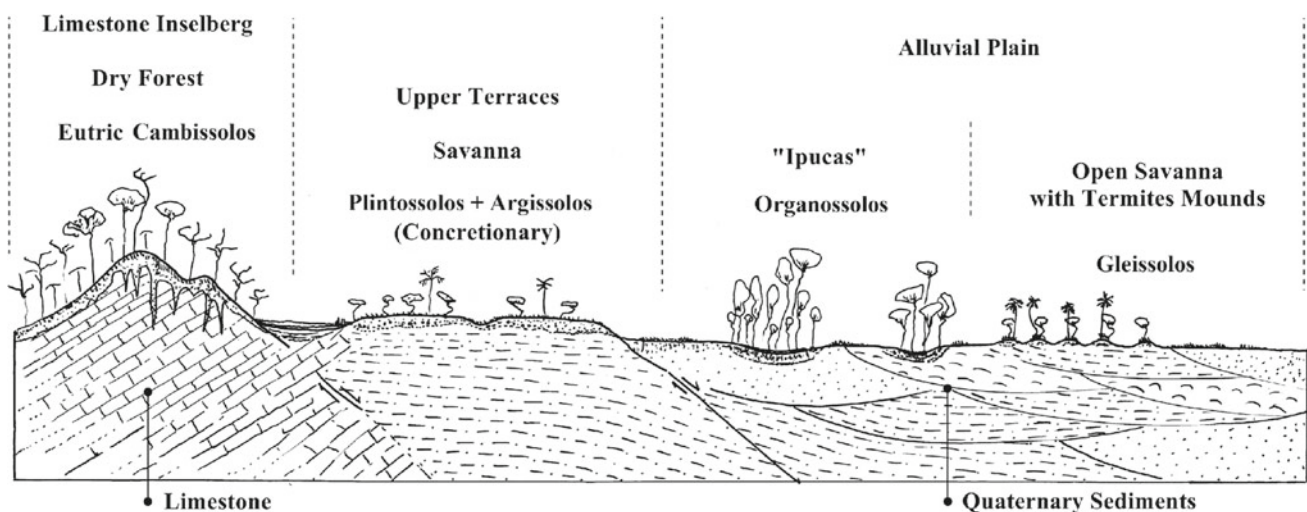 Limestone Inselberg
Dry Forest
Eutric Cambissolos
Upper Terraces
Savanna
Plintossolos + Argissolos
(Concretionary)
Alluvial Plain
"Ipucas"
Organossolos
Open Savanna
with Termites Mounds
Gleissolos
Limestone
Quaternary Sediments